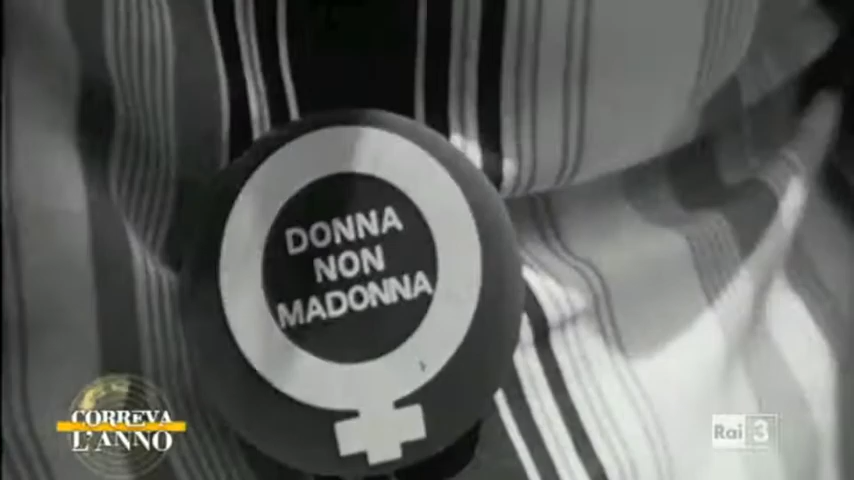 DONNA
NON
MADONNA
CORREVA
L'ANNO
Rai 3